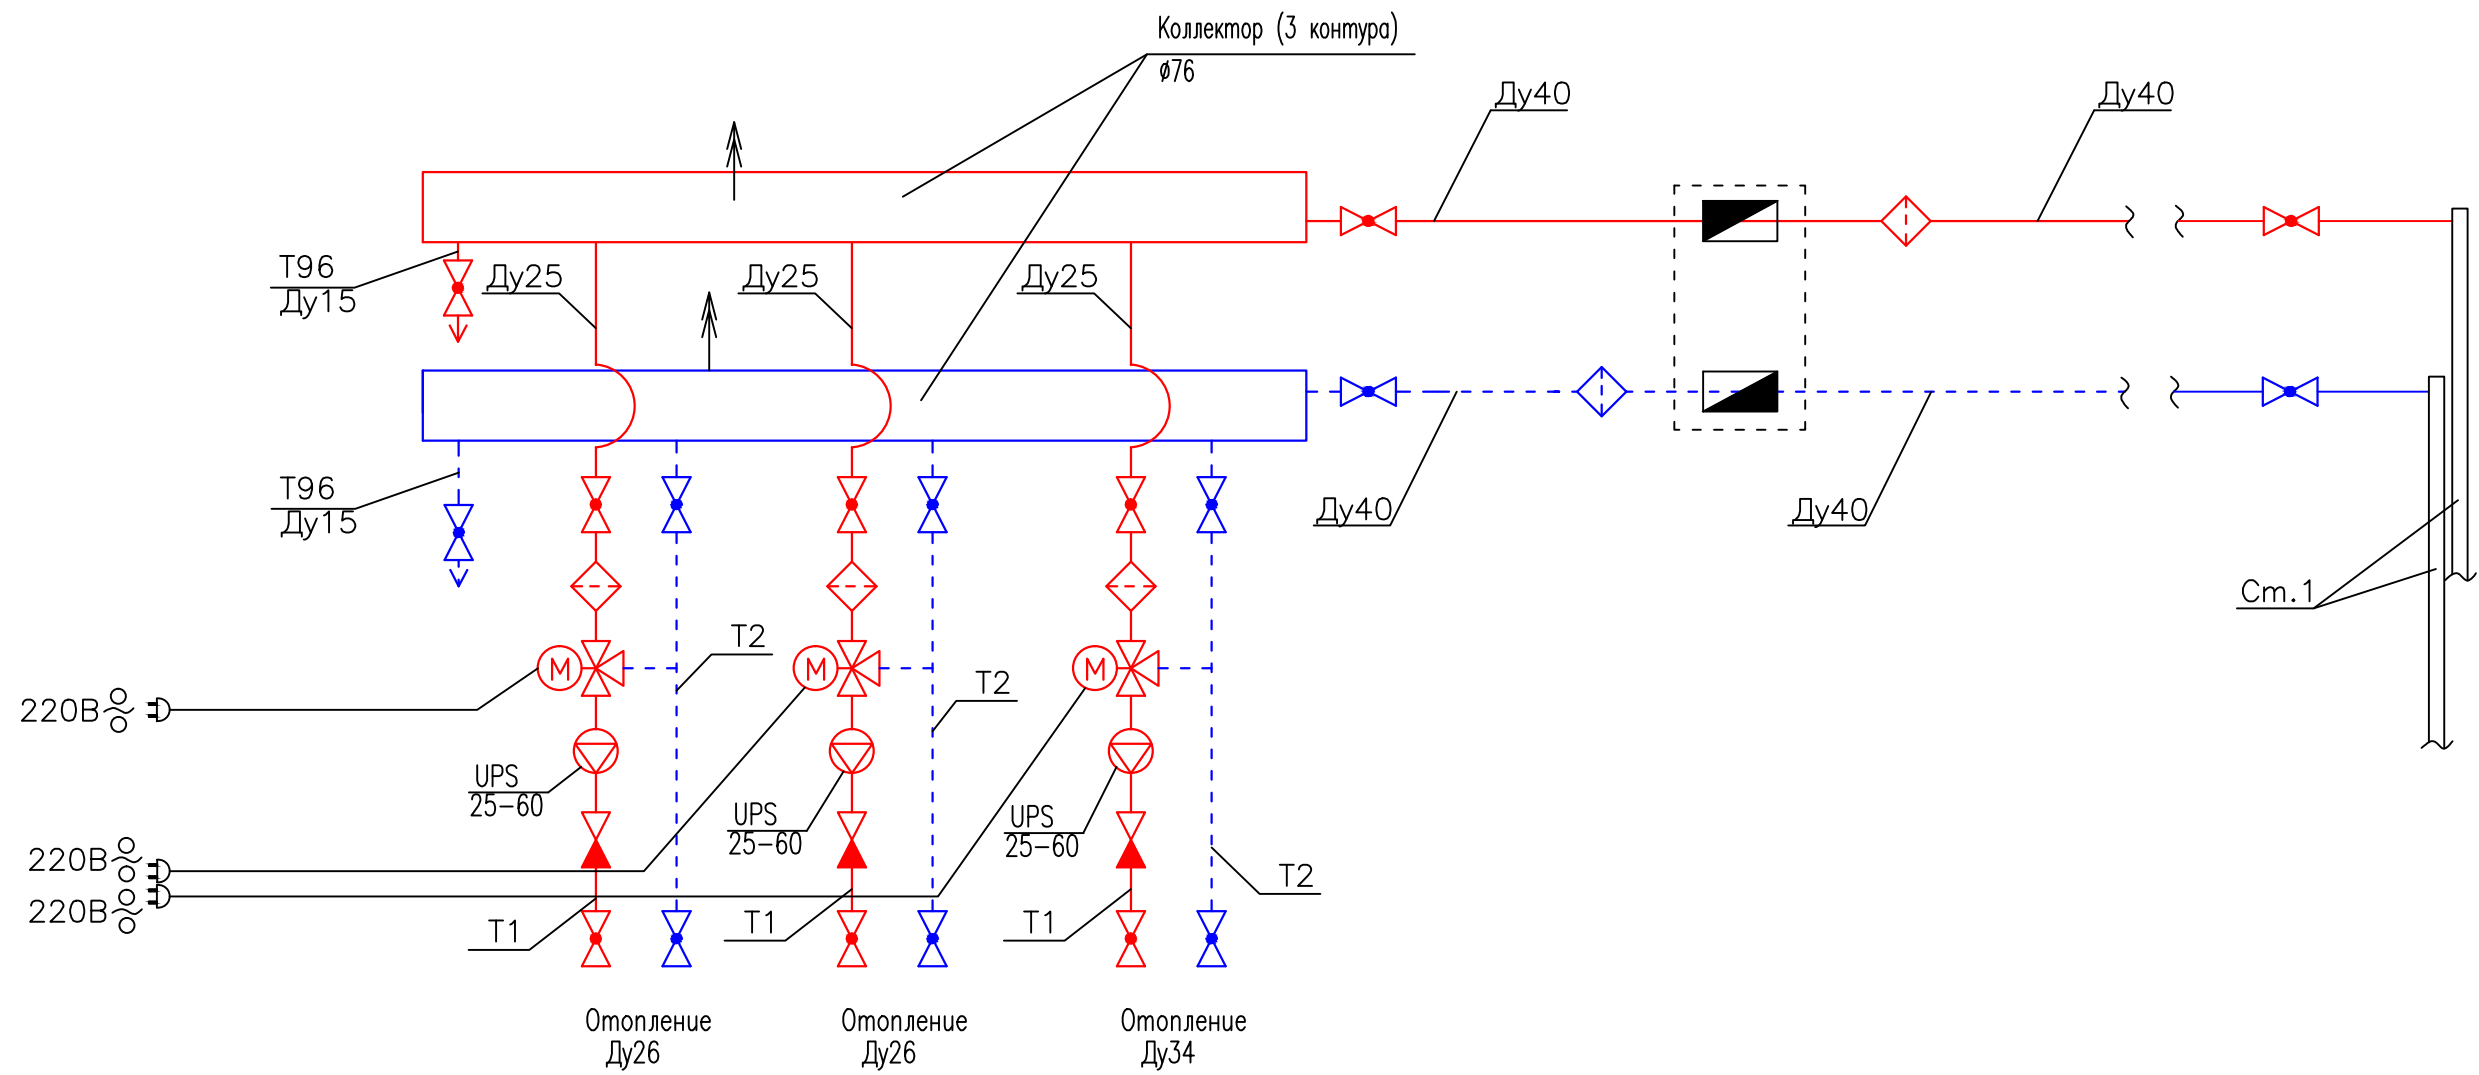 Коллектор (3 контура)
ø76
Ду40
Ду40
Т96
Ду15
Ду25
Ду25
Ду25
Т96
Ду15
Ду40
Ду40
Ст.1
Т2
Т2
М
М
М
220В
UPS
25-60
UPS
25-60
UPS
25-60
220В
220В
Т2
Т1
Т1
Т1
Отопление
Ду26
Отопление
Ду26
Отопление
Ду34